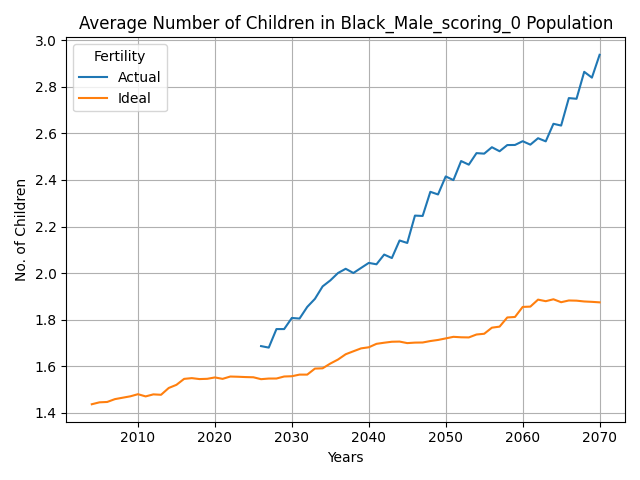 Average Number of Children in Black_Male_scoring_0 Population
Fertility
Actual
Ideal
No. of Children
3.0
2.8
2.6
2.4
2.2
2.0
1.8
1.6
1.4
2010 2020 2030 2040 2050 2060 2070
Years